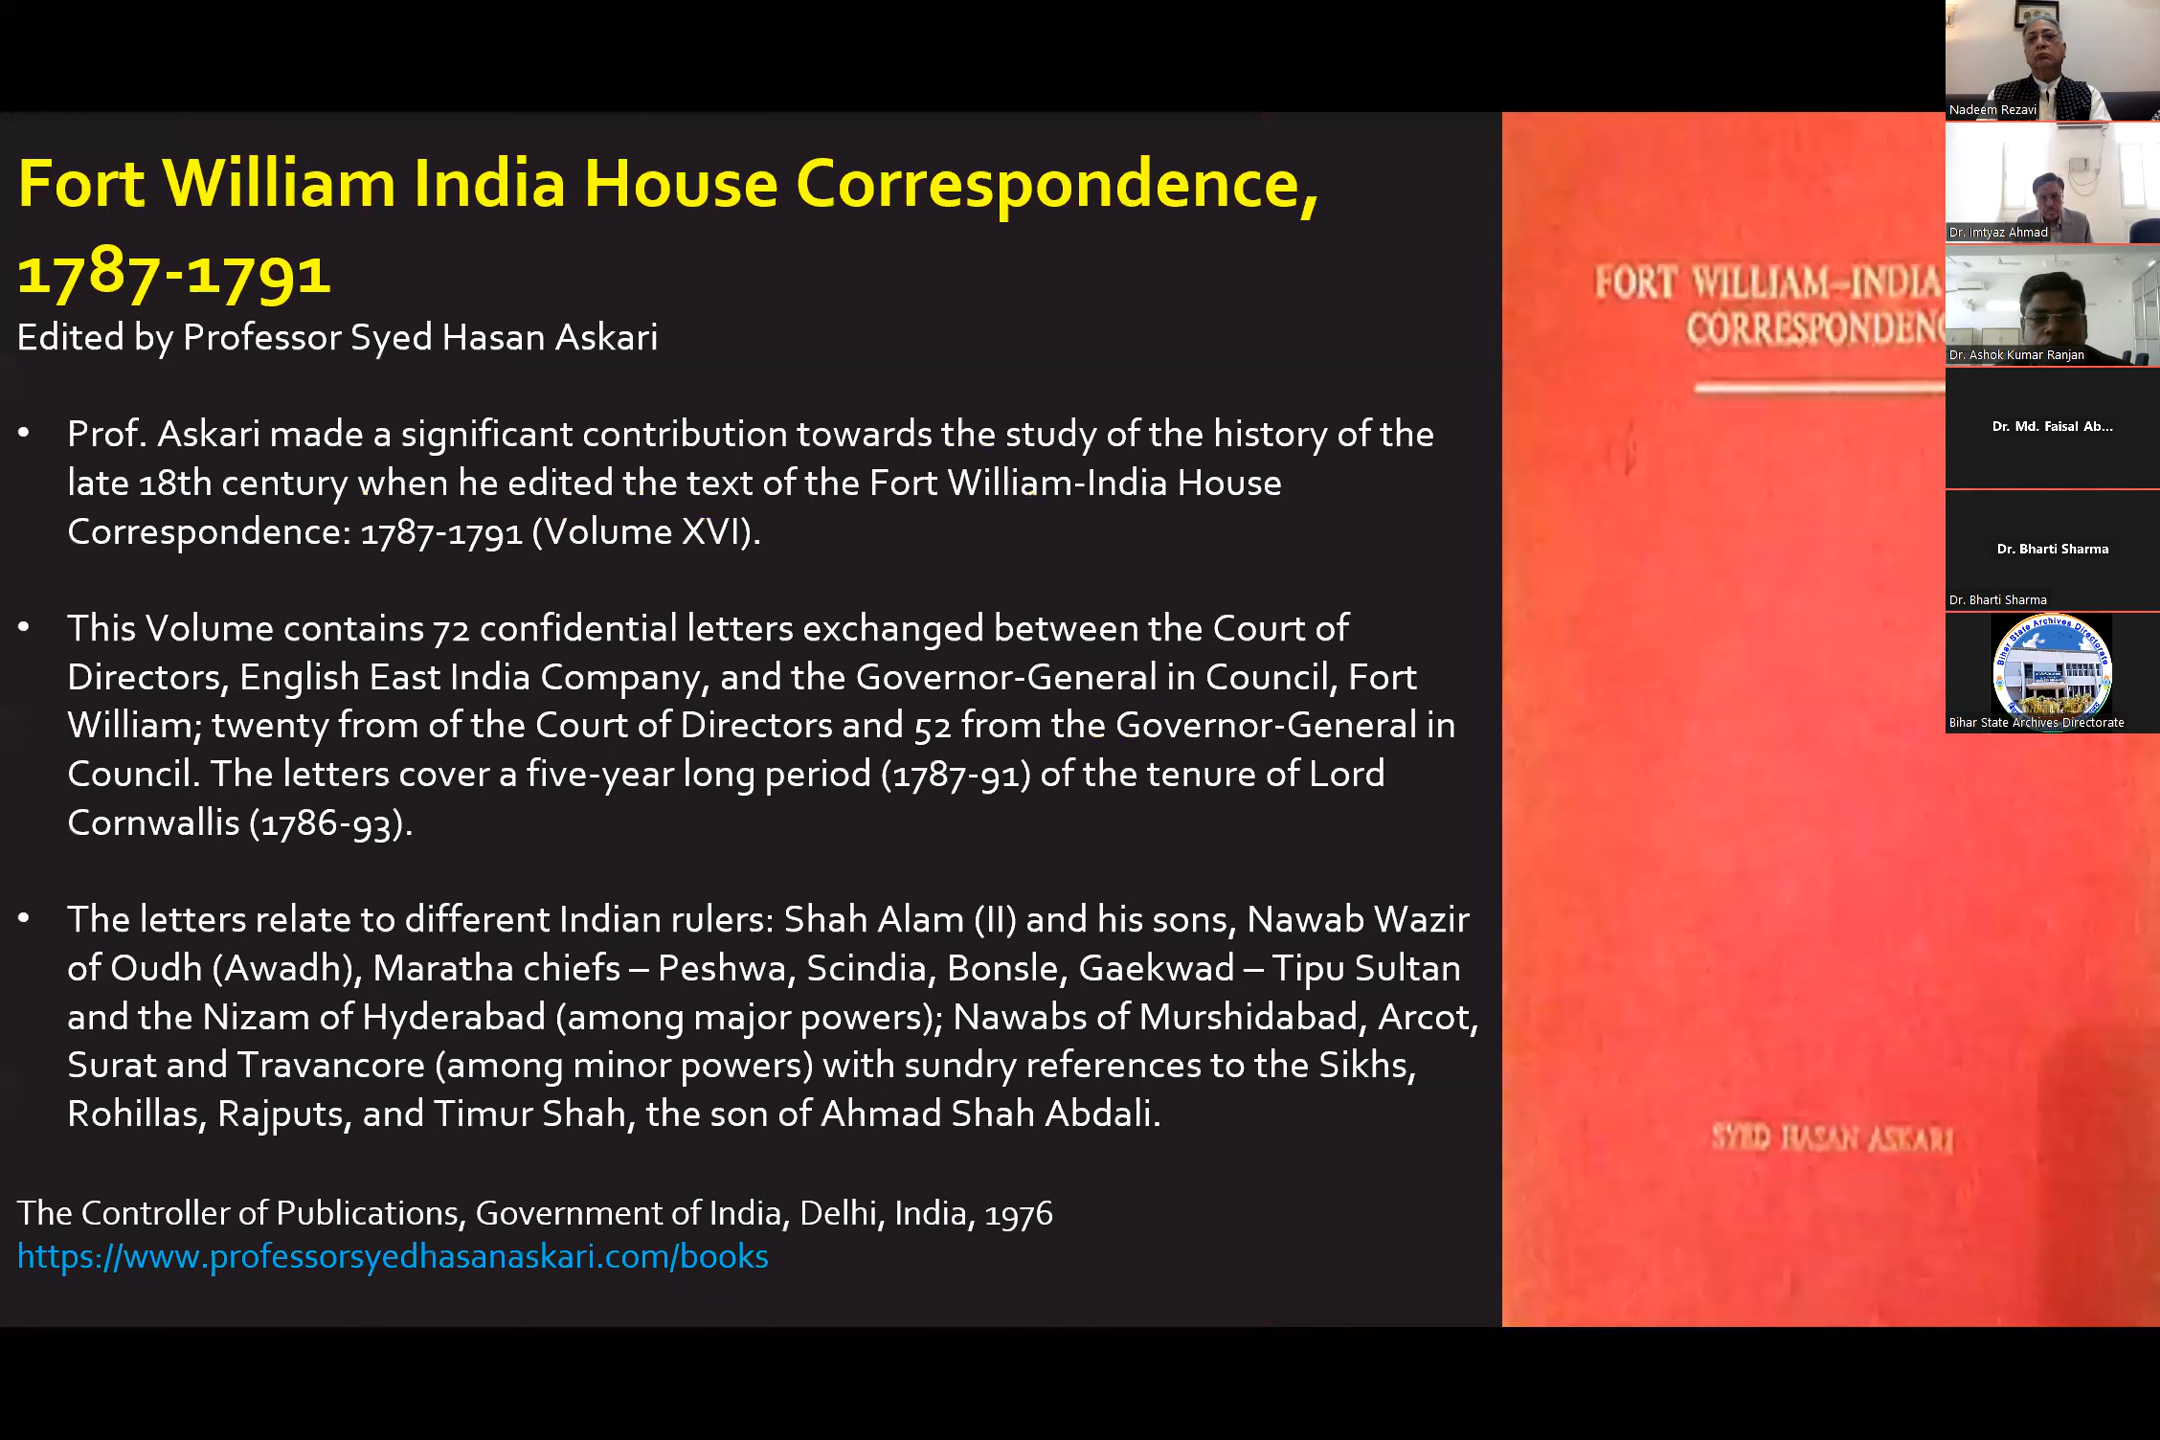 Fort William India House Correspondence,
1787-1791
Edited by Professor Syed Hasan Askari
• Prof. Askari made a significant contribution towards the study of the history of the
late 18th century when he edited the text of the Fort William-India House
Correspondence: 1787-1791 (Volume XVI).
• This Volume contains 72 confidential letters exchanged between the Court of
Directors, English East India Company, and the Governor-General in Council, Fort
William; twenty from of the Court of Directors and 52 from the Governor-General in
Council. The letters cover a five-year long period (1787-91) of the tenure of Lord
Cornwallis (1786-93).
• The letters relate to different Indian rulers: Shah Alam (II) and his sons, Nawab Wazir
of Oudh (Awadh), Maratha chiefs – Peshwa, Scindia, Bonsle, Gaekwad – Tipu Sultan
and the Nizam of Hyderabad (among major powers); Nawabs of Murshidabad, Arcot,
Surat and Travancore (among minor powers) with sundry references to the Sikhs,
Rohillas, Rajputs, and Timur Shah, the son of Ahmad Shah Abdali.
The Controller of Publications, Government of India, Delhi, India, 1976
https://www.professorsyedhasanaskari.com/books
FORT WILLIAM–INDIA
CORRESPONDENC
SYED HASAN ASKARI
Nadeem Rezavi
Dr. Imtyaz Ahmad
Dr. Ashok Kumar Ranjan
Dr. Md. Faisal Ab...
Dr. Bharti Sharma
Dr. Bharti Sharma
Bihar State Archives Directorate
Bihar State Archives Directorate